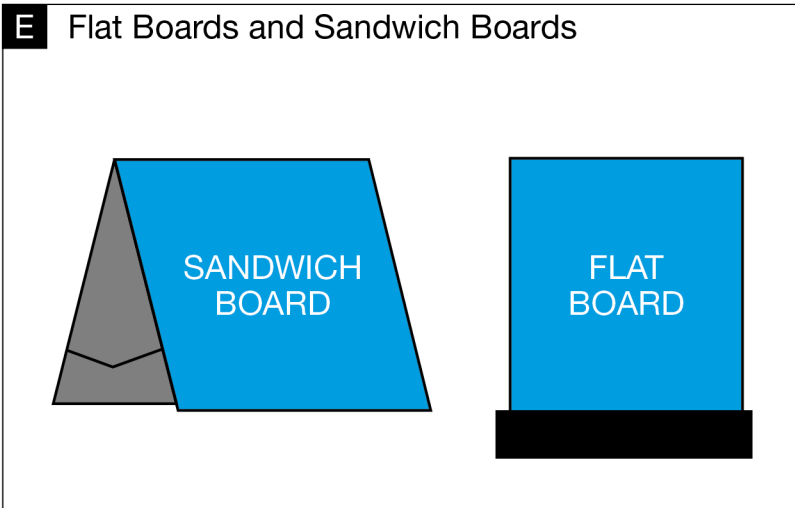 E Flat Boards and Sandwich Boards
SANDWICH
BOARD
FLAT
BOARD